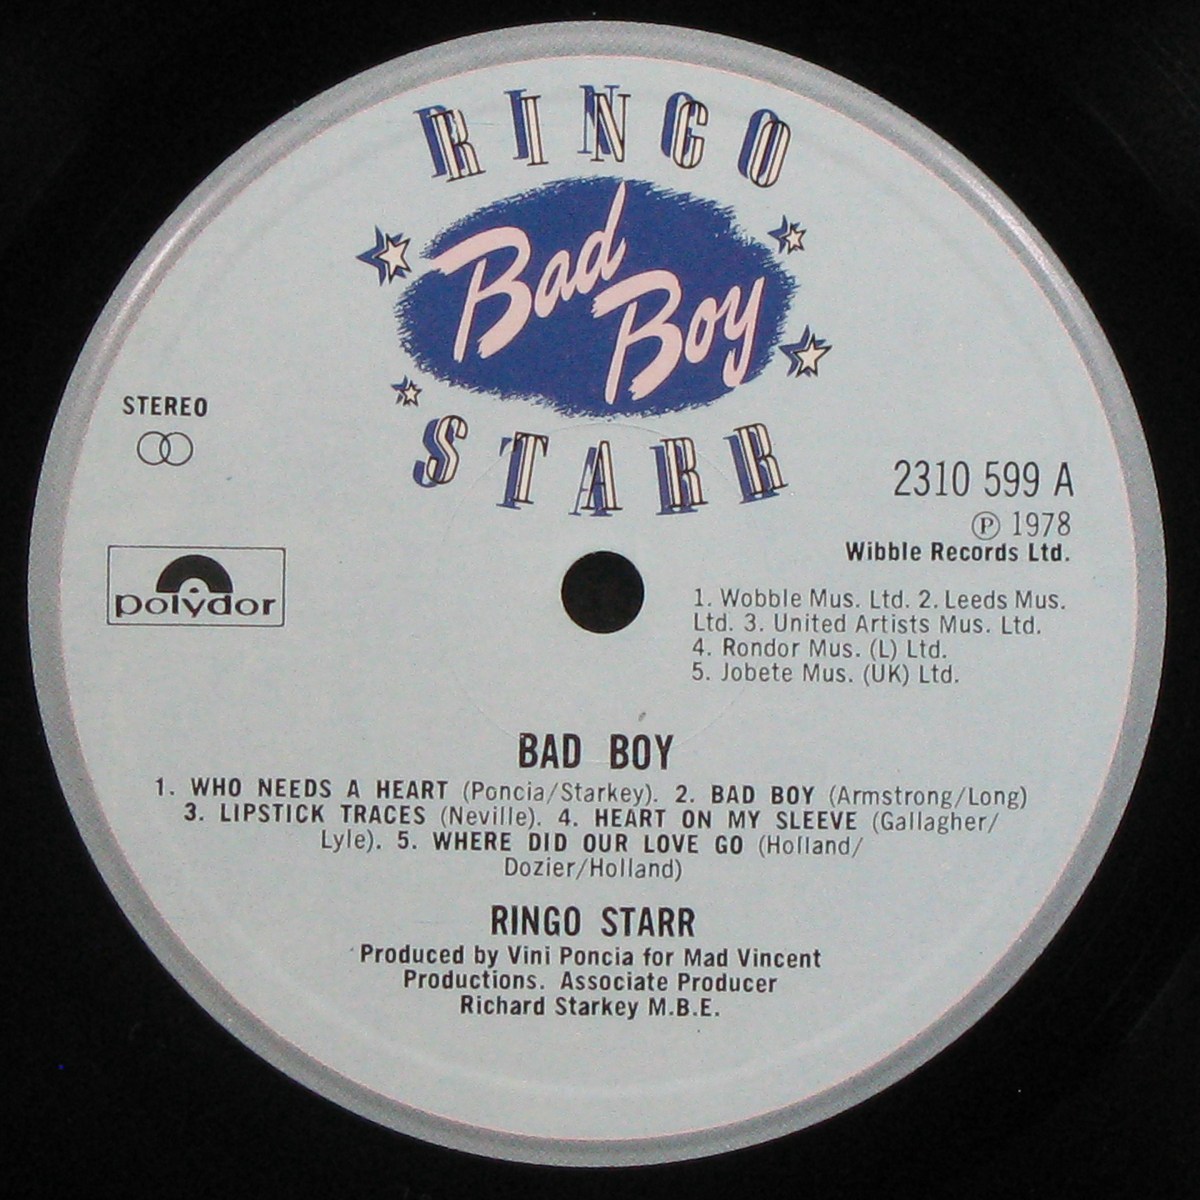 RINGO
Bad
Boy
STARR
STEREO
2310 599 A
℗ 1978
Wibble Records Ltd.
polydor
1. Wobble Mus. Ltd. 2. Leeds Mus.
Ltd. 3. United Artists Mus. Ltd.
4. Rondor Mus. (L) Ltd.
5. Jobete Mus. (UK) Ltd.
BAD BOY
1. WHO NEEDS A HEART (Poncia/Starkey). 2. BAD BOY (Armstrong/Long)
3. LIPSTICK TRACES (Neville). 4. HEART ON MY SLEEVE (Gallagher/
Lyle). 5. WHERE DID OUR LOVE GO (Holland/
Dozier/Holland)
RINGO STARR
Produced by Vini Poncia for Mad Vincent
Productions. Associate Producer
Richard Starkey M.B.E.